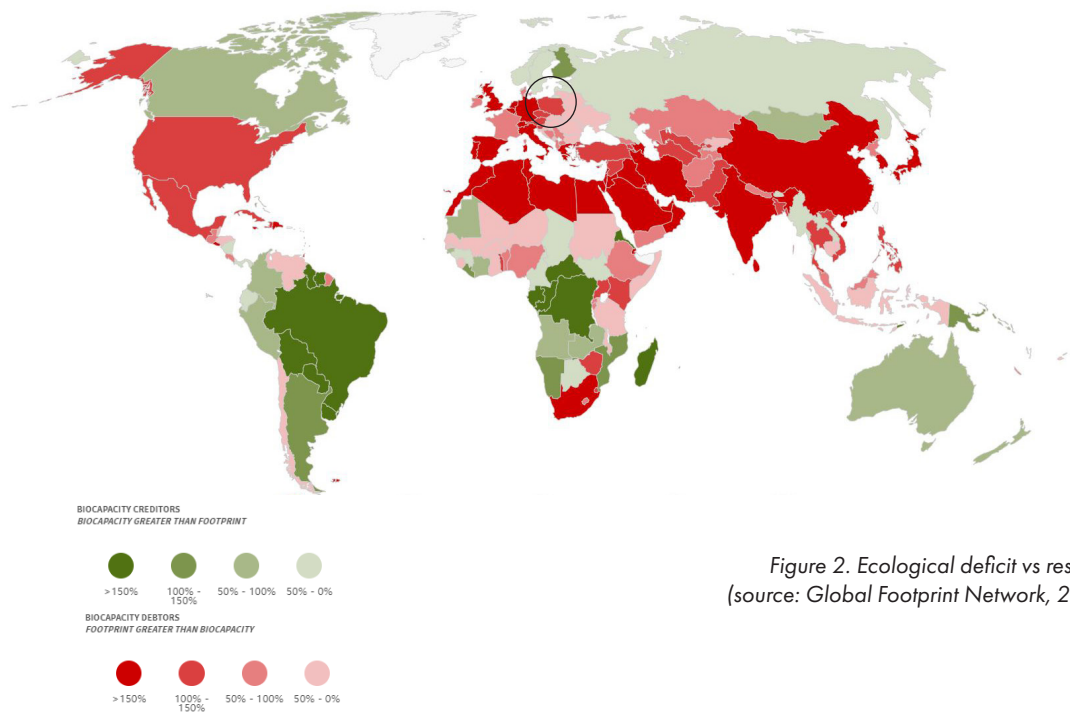 BIOCAPACITY CREDITORS
BIOCAPACITY GREATER THAN FOOTPRINT
>150%
100% -
150%
50% - 100%
50% - 0%
Figure 2. Ecological deficit vs res
(source: Global Footprint Network, 2
BIOCAPACITY DEBTORS
FOOTPRINT GREATER THAN BIOCAPACITY
>150%
100% -
150%
50% - 100%
50% - 0%